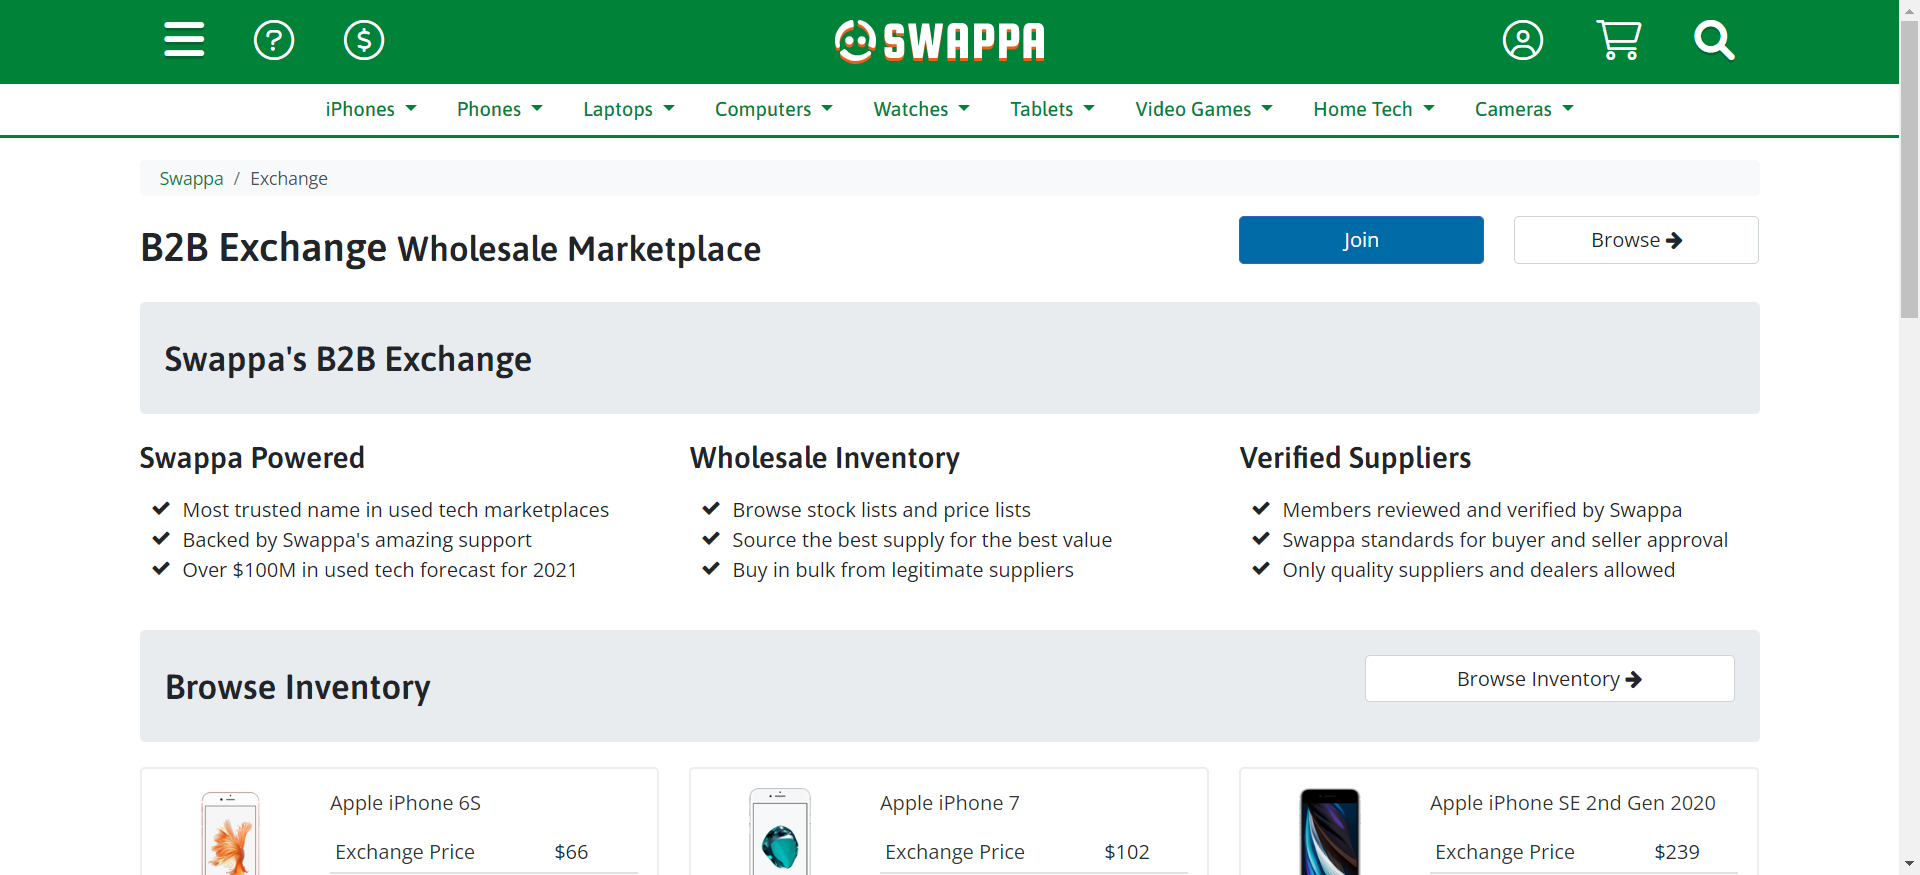 SWAPPA
iPhones Phones Laptops Computers Watches Tablets Video Games Home Tech Cameras
Swappa / Exchange
B2B Exchange Wholesale Marketplace
Join
Browse
Swappa's B2B Exchange
Swappa Powered
Most trusted name in used tech marketplaces
Backed by Swappa's amazing support
Over $100M in used tech forecast for 2021
Wholesale Inventory
Browse stock lists and price lists
Source the best supply for the best value
Buy in bulk from legitimate suppliers
Verified Suppliers
Members reviewed and verified by Swappa
Swappa standards for buyer and seller approval
Only quality suppliers and dealers allowed
Browse Inventory
Browse Inventory
Apple iPhone 6S
Exchange Price $66
Apple iPhone 7
Exchange Price $102
Apple iPhone SE 2nd Gen 2020
Exchange Price $239